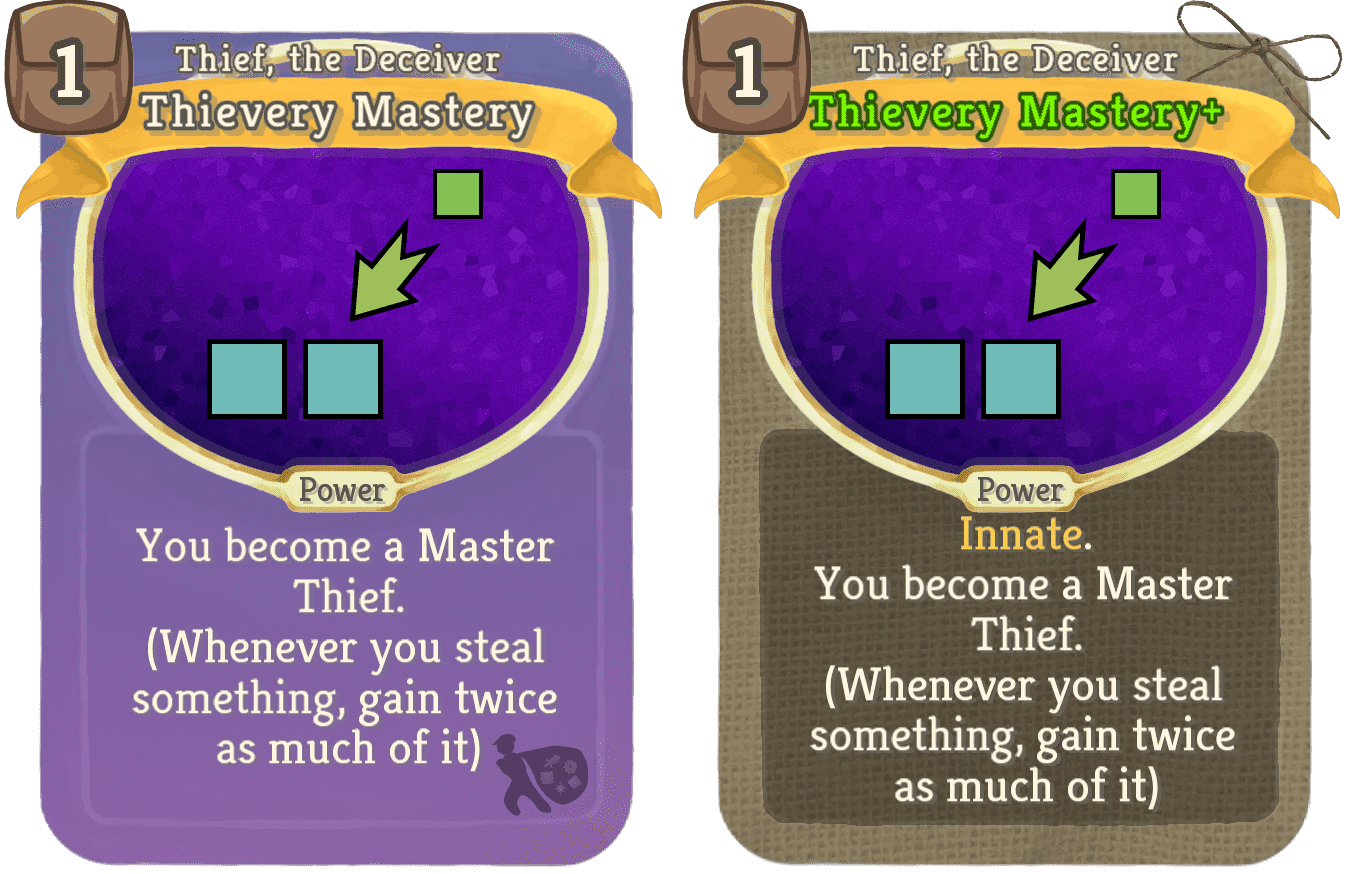 1
Thief, the Deceiver
Thievery Mastery
Power
You become a Master
Thief.
(Whenever you steal
something, gain twice
as much of it)
1
Thief, the Deceiver
Thievery Mastery+
Power
Innate.
You become a Master
Thief.
(Whenever you steal
something, gain twice
as much of it)